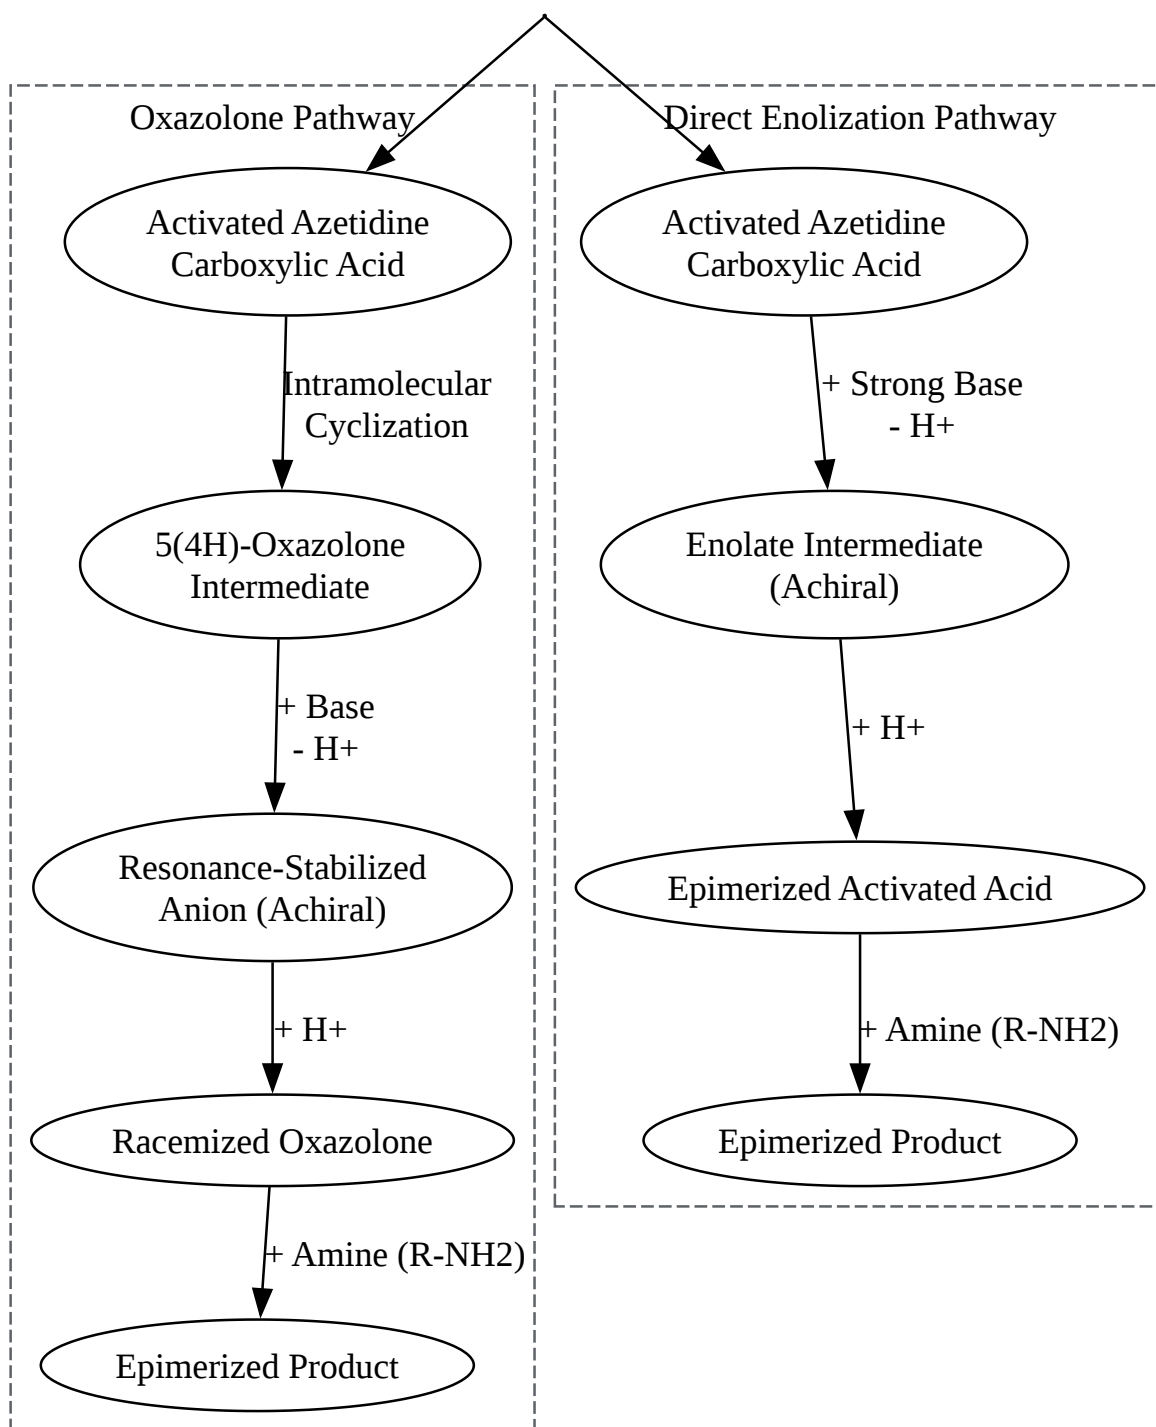 Oxazolone Pathway
Activated Azetidine
Carboxylic Acid
Intramolecular
Cyclization
5(4H)-Oxazolone
Intermediate
+ Base
- H+
Resonance-Stabilized
Anion (Achiral)
+ H+
Racemized Oxazolone
+ Amine (R-NH2)
Epimerized Product
Direct Enolization Pathway
Activated Azetidine
Carboxylic Acid
+ Strong Base
- H+
Enolate Intermediate
(Achiral)
+ H+
Epimerized Activated Acid
+ Amine (R-NH2)
Epimerized Product